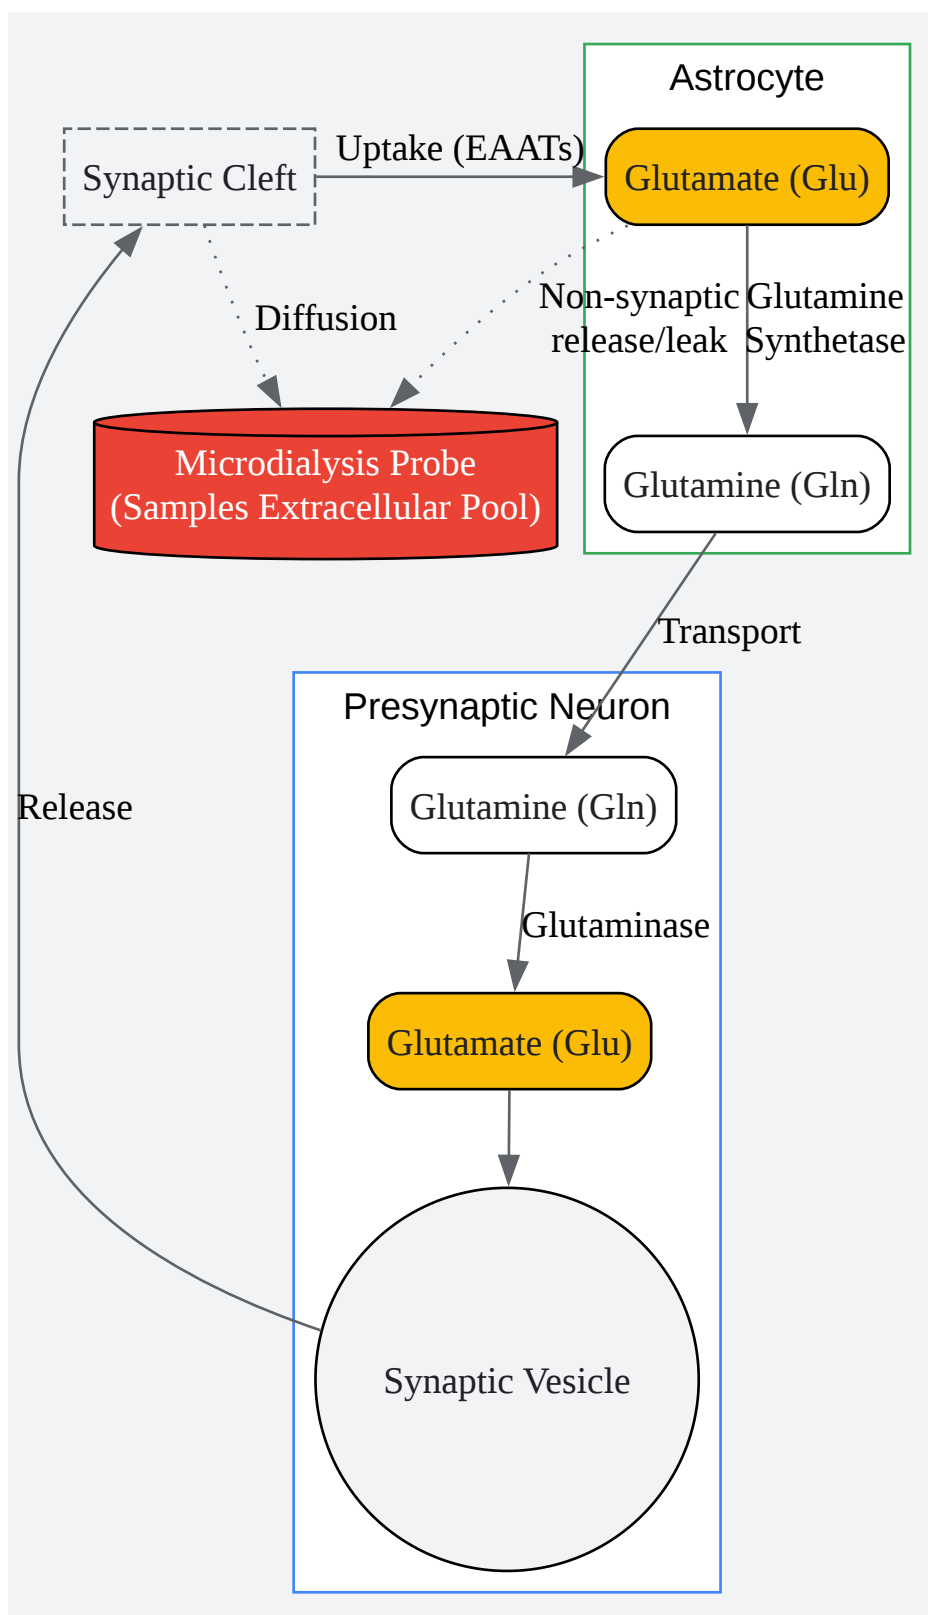 Astrocyte
Synaptic Cleft
Uptake (EAATs)
Glutamate (Glu)
Diffusion
Non-synaptic
release/leak
Glutamine
Synthetase
Microdialysis Probe
(Samples Extracellular Pool)
Glutamine (Gln)
Transport
Presynaptic Neuron
Glutamine (Gln)
Release
Glutaminase
Glutamate (Glu)
Synaptic Vesicle